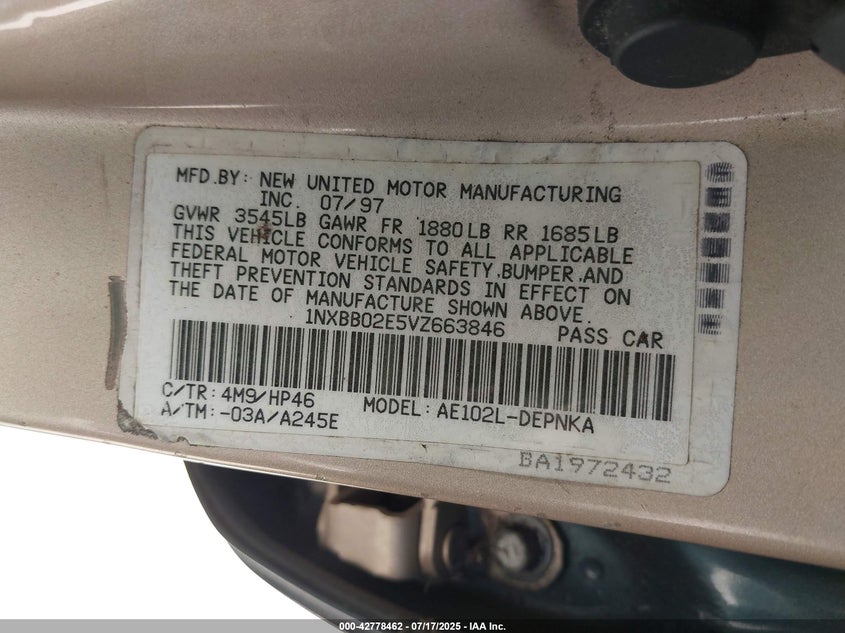 MFD.BY: NEW UNITED MOTOR MANUFACTURING
INC. 07/97
GVWR 3545LB GAWR FR 1880LB RR 1685LB
THIS VEHICLE CONFORMS TO ALL APPLICABLE
FEDERAL MOTOR VEHICLE SAFETY,BUMPER,AND
THEFT PREVENTION STANDARDS IN EFFECT ON
THE DATE OF MANUFACTURE SHOWN ABOVE.
1NXBB02E5VZ663846 PASS CAR
C/TR: 4M9/HP46 MODEL: AE102L-DEPNKA
A/TM: -03A/A245E
BA1972432
000-42778462 - 07/17/2025 - IAA Inc.